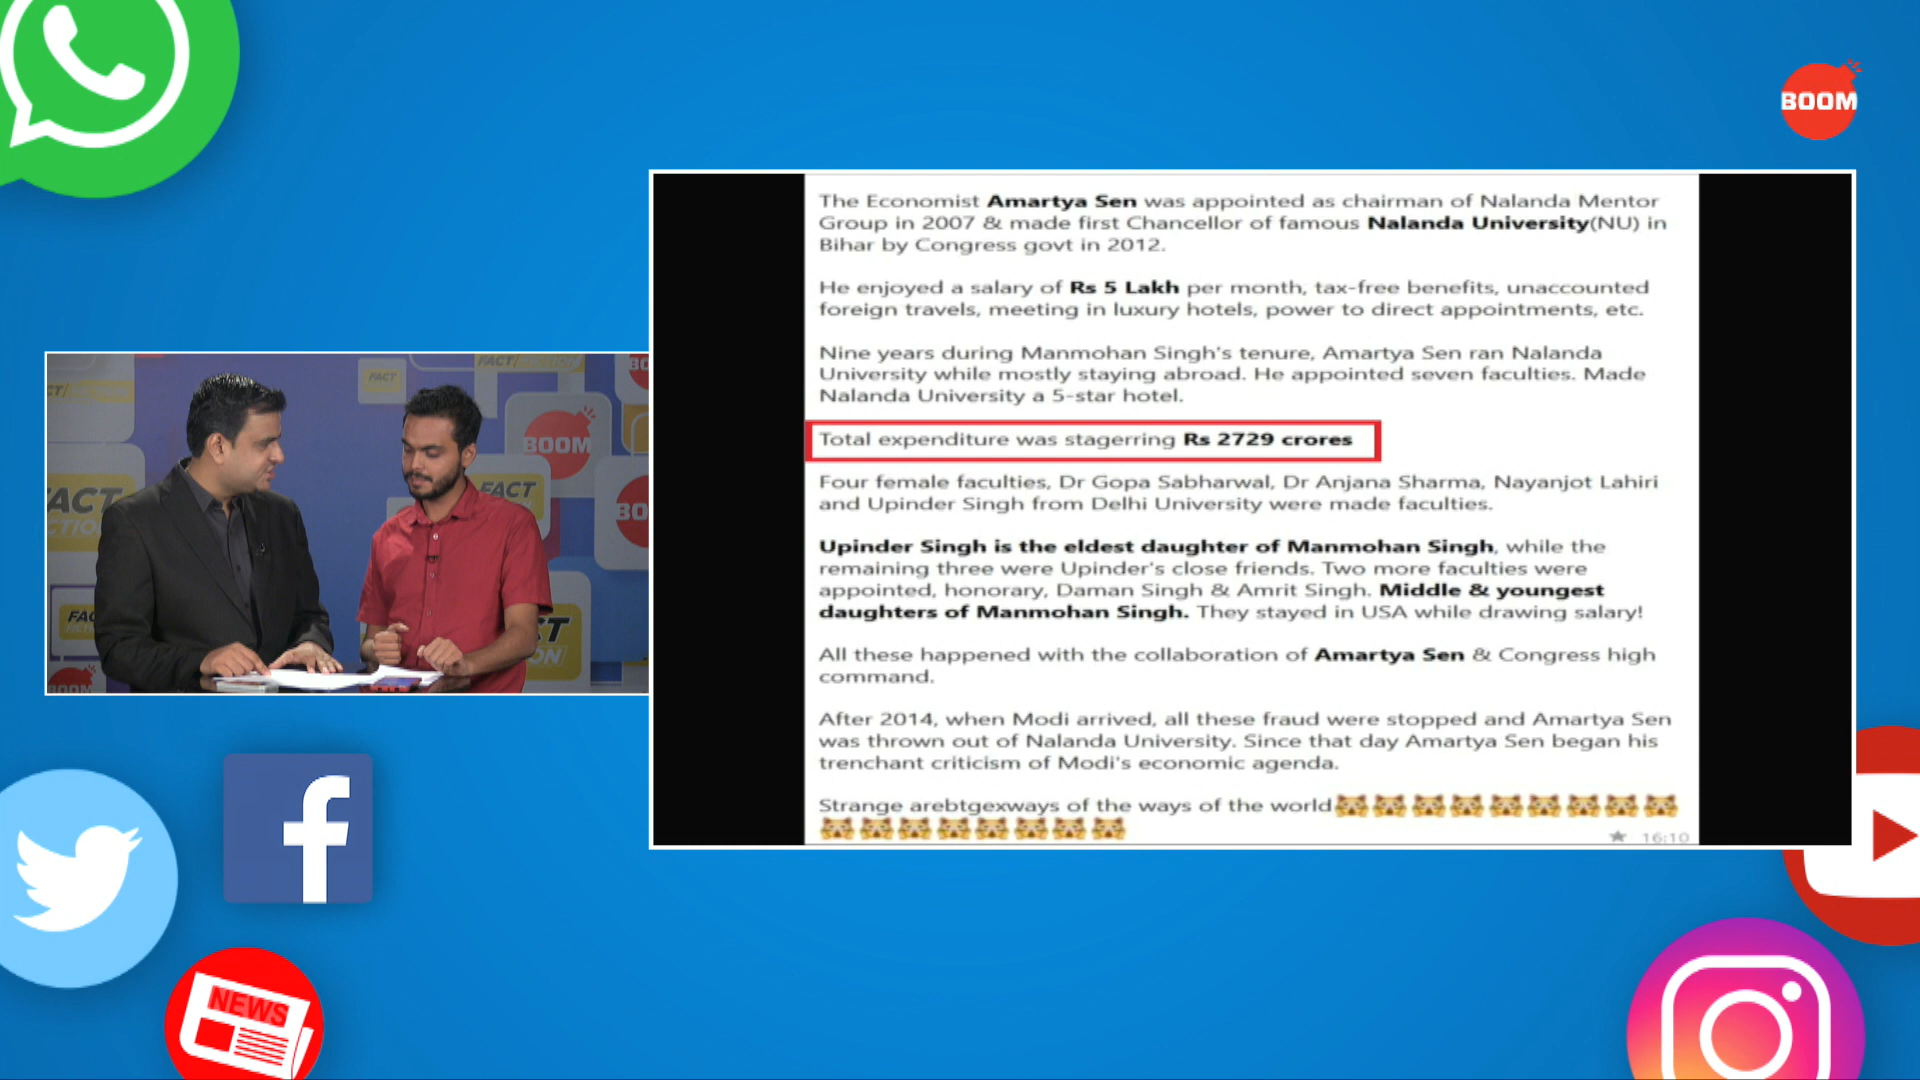 BOOM
The Economist Amartya Sen was appointed as chairman of Nalanda Mentor
Group in 2007 & made first Chancellor of famous Nalanda University(NU) in
Bihar by Congress govt in 2012.
He enjoyed a salary of Rs 5 Lakh per month, tax-free benefits, unaccounted
foreign travels, meeting in luxury hotels, power to direct appointments, etc.
Nine years during Manmohan Singh's tenure, Amartya Sen ran Nalanda
University while mostly staying abroad. He appointed seven faculties. Made
Nalanda University a 5-star hotel.
Total expenditure was stagerring Rs 2729 crores
Four female faculties, Dr Gopa Sabharwal, Dr Anjana Sharma, Nayanjot Lahiri
and Upinder Singh from Delhi University were made faculties.
Upinder Singh is the eldest daughter of Manmohan Singh, while the
remaining three were Upinder's close friends. Two more faculties were
appointed, honorary, Daman Singh & Amrit Singh. Middle & youngest
daughters of Manmohan Singh. They stayed in USA while drawing salary!
All these happened with the collaboration of Amartya Sen & Congress high
command.
After 2014, when Modi arrived, all these fraud were stopped and Amartya Sen
was thrown out of Nalanda University. Since that day Amartya Sen began his
trenchant criticism of Modi's economic agenda.
Strange arebtgexways of the ways of the world
16:10
FACT
BOOM
FACT
FACT
BOOM
NEWS